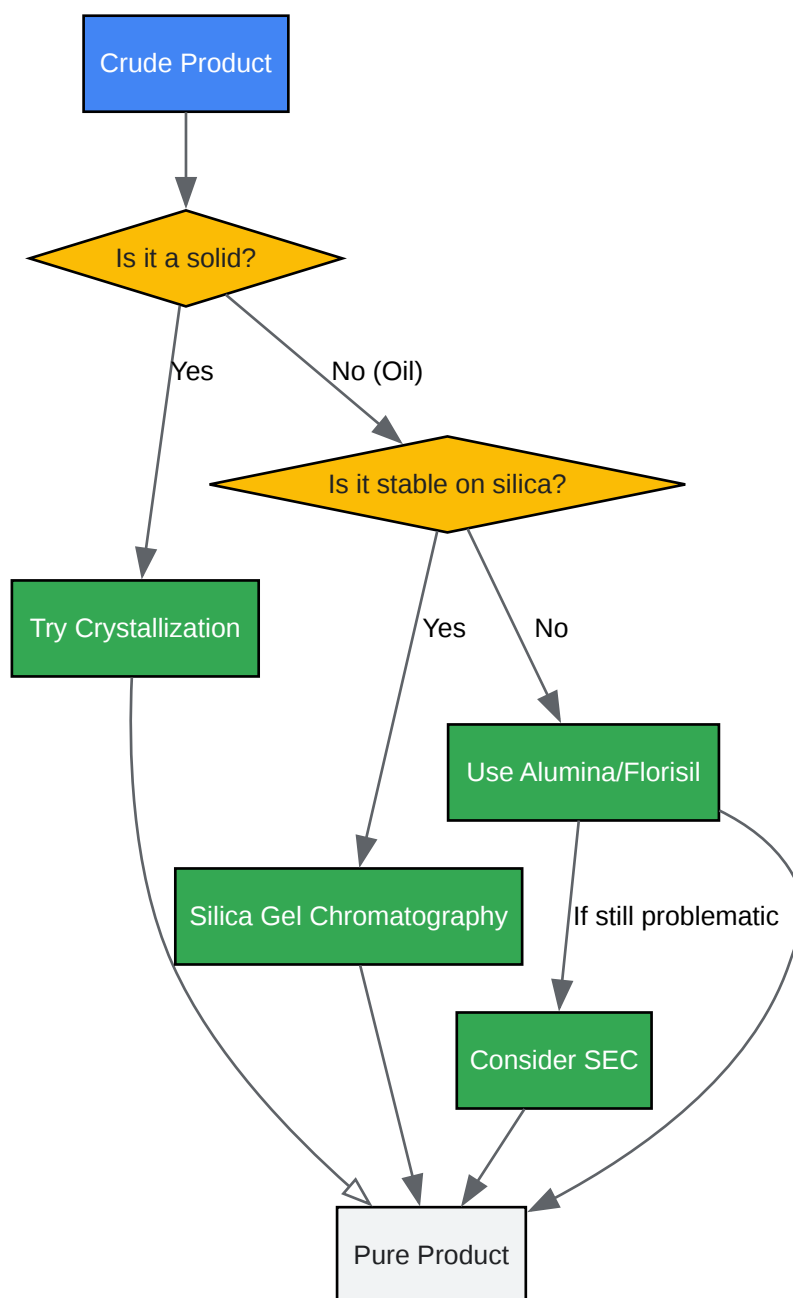 Crude Product
Is it a solid?
Yes
No (Oil)
Is it stable on silica?
Try Crystallization
Yes
No
Use Alumina/Florisil
Silica Gel Chromatography
If still problematic
Consider SEC
Pure Product